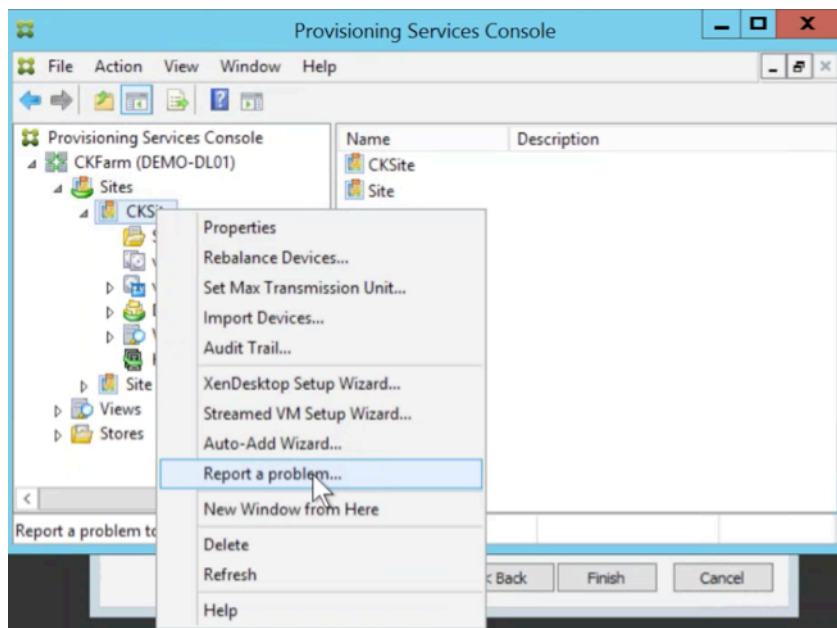 Provisioning Services Console
File Action View Window Help
Provisioning Services Console
CKFarm (DEMO-DL01)
Sites
CKSit
Site
Views
Stores
Name Description
CKSite
Site
Properties
Rebalance Devices...
Set Max Transmission Unit...
Import Devices...
Audit Trail...
XenDesktop Setup Wizard...
Streamed VM Setup Wizard...
Auto-Add Wizard...
Report a problem...
New Window from Here
Delete
Refresh
Help
Report a problem to
< Back Finish Cancel